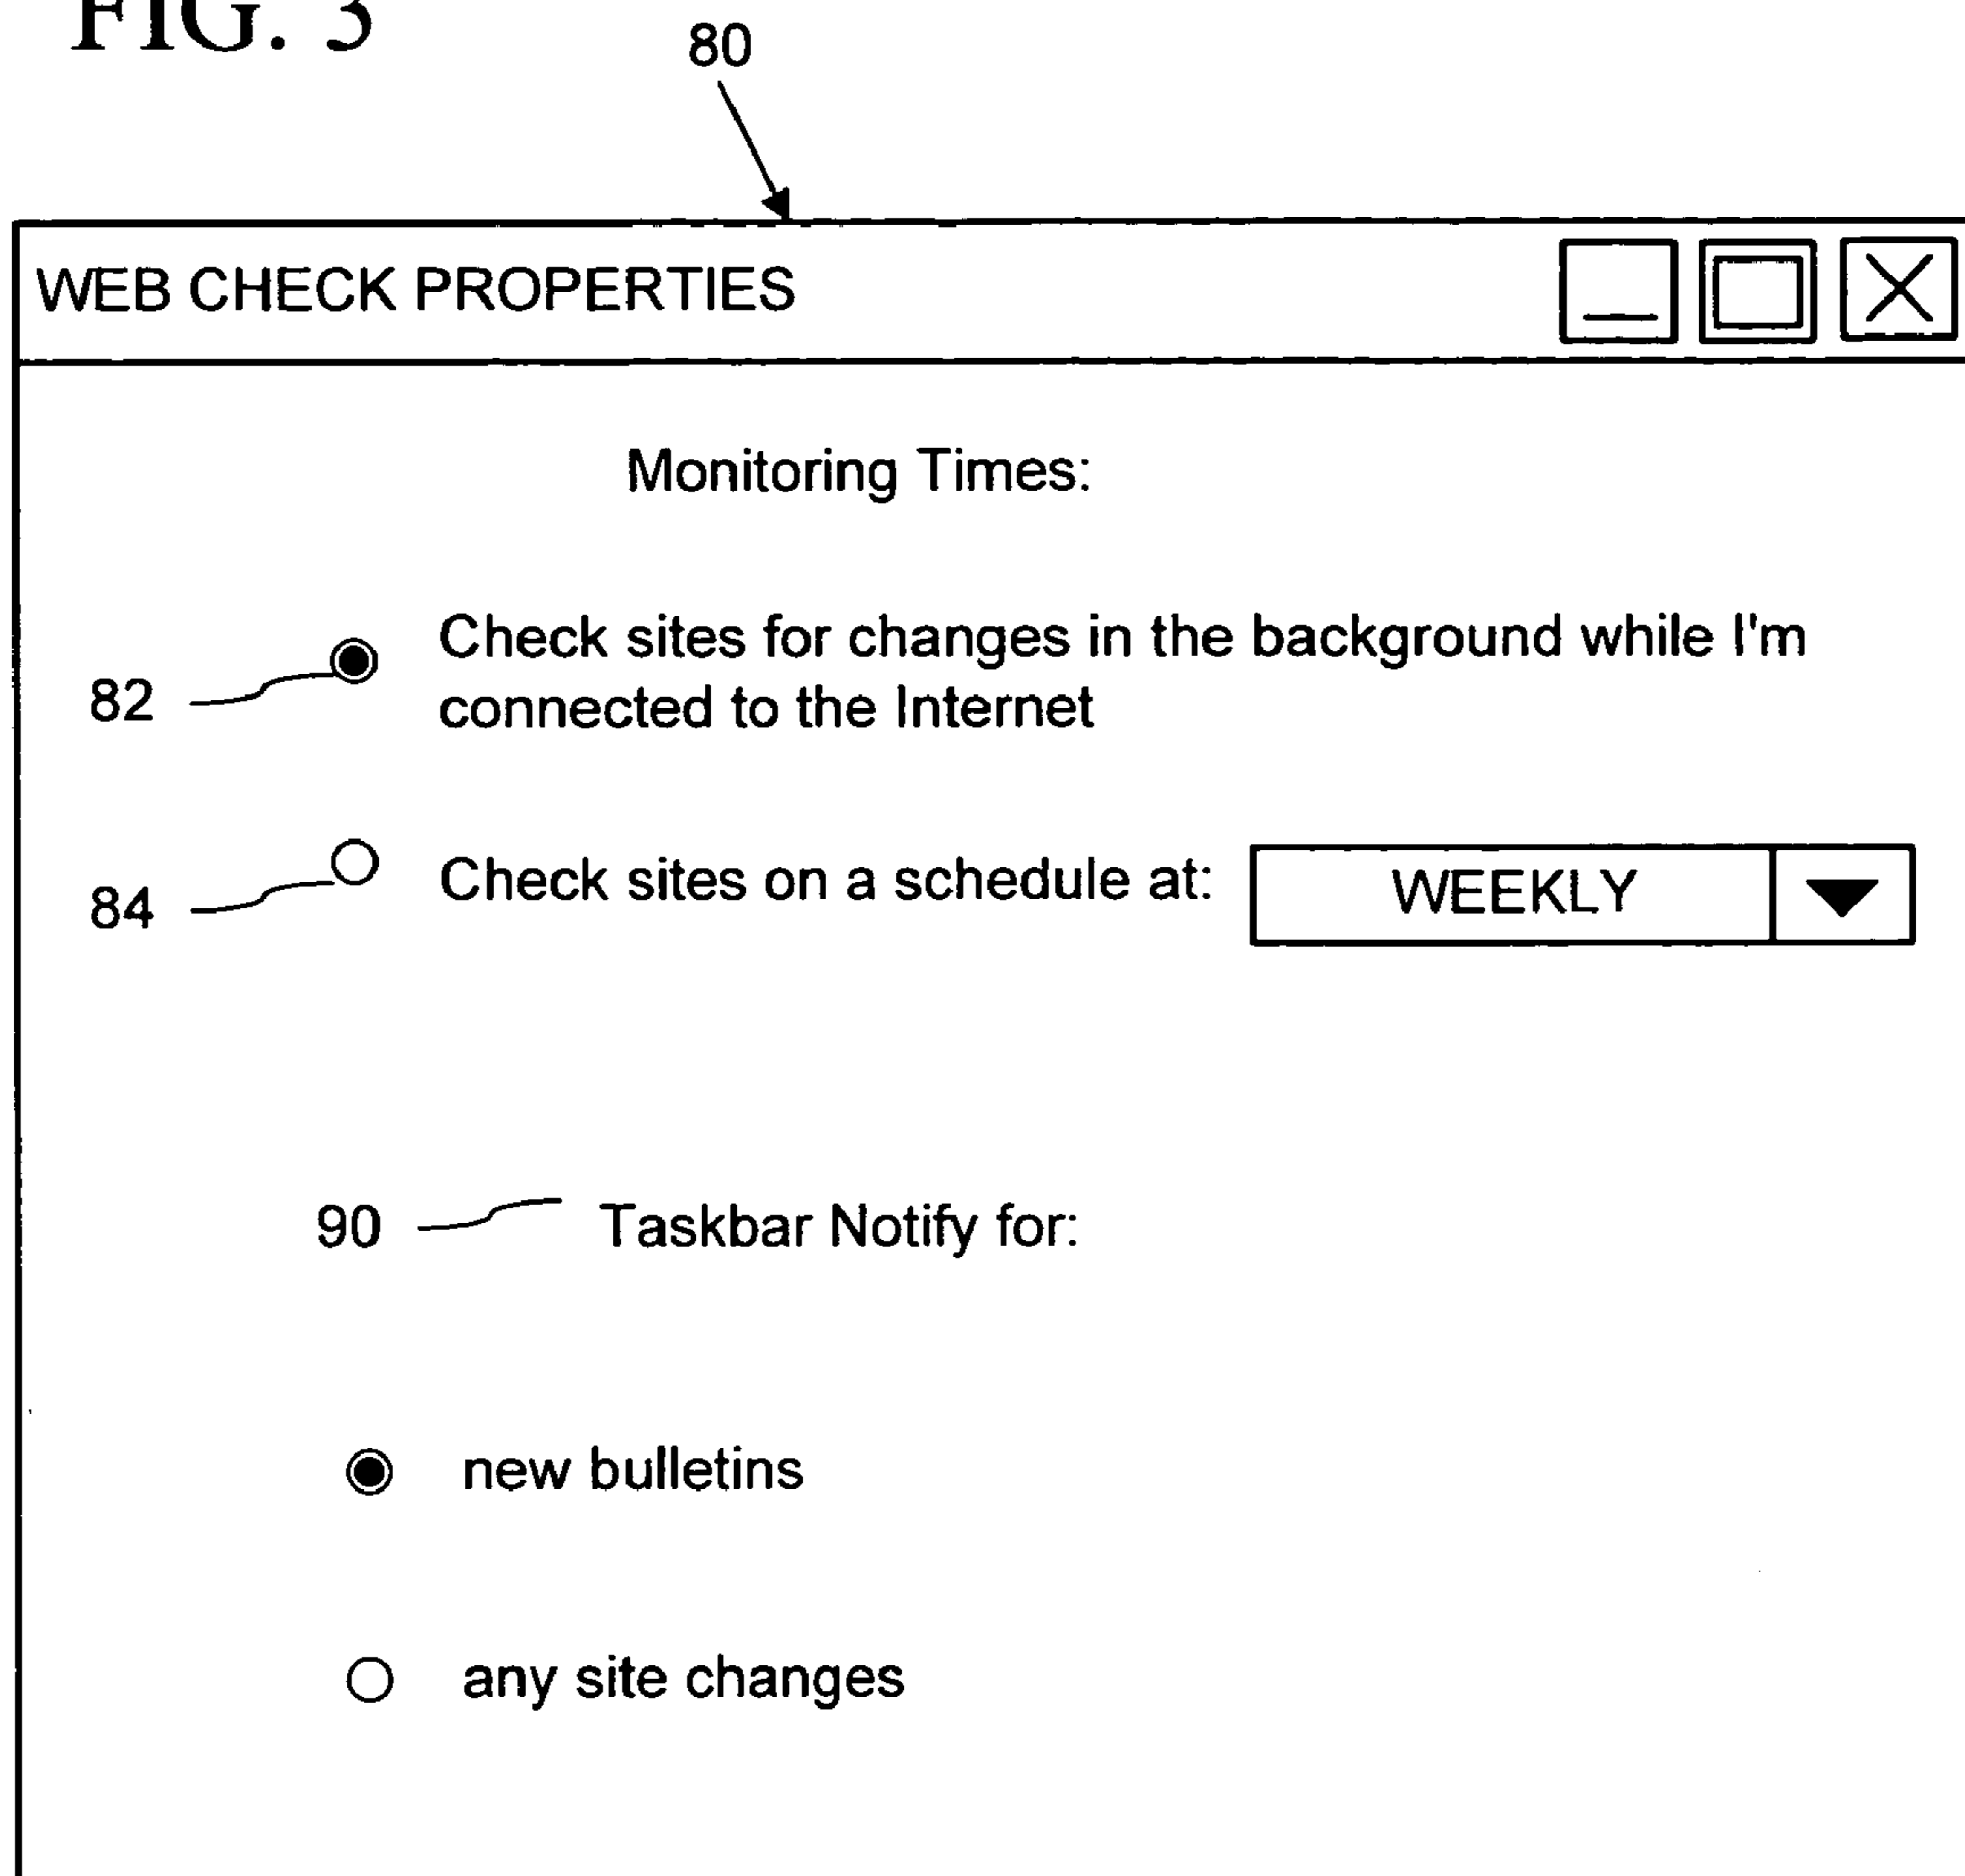 FIG. 3
80
WEB CHECK PROPERTIES
Monitoring Times:
82
Check sites for changes in the background while I'm
connected to the Internet
84
Check sites on a schedule at:
WEEKLY
90
Taskbar Notify for:
new bulletins
any site changes